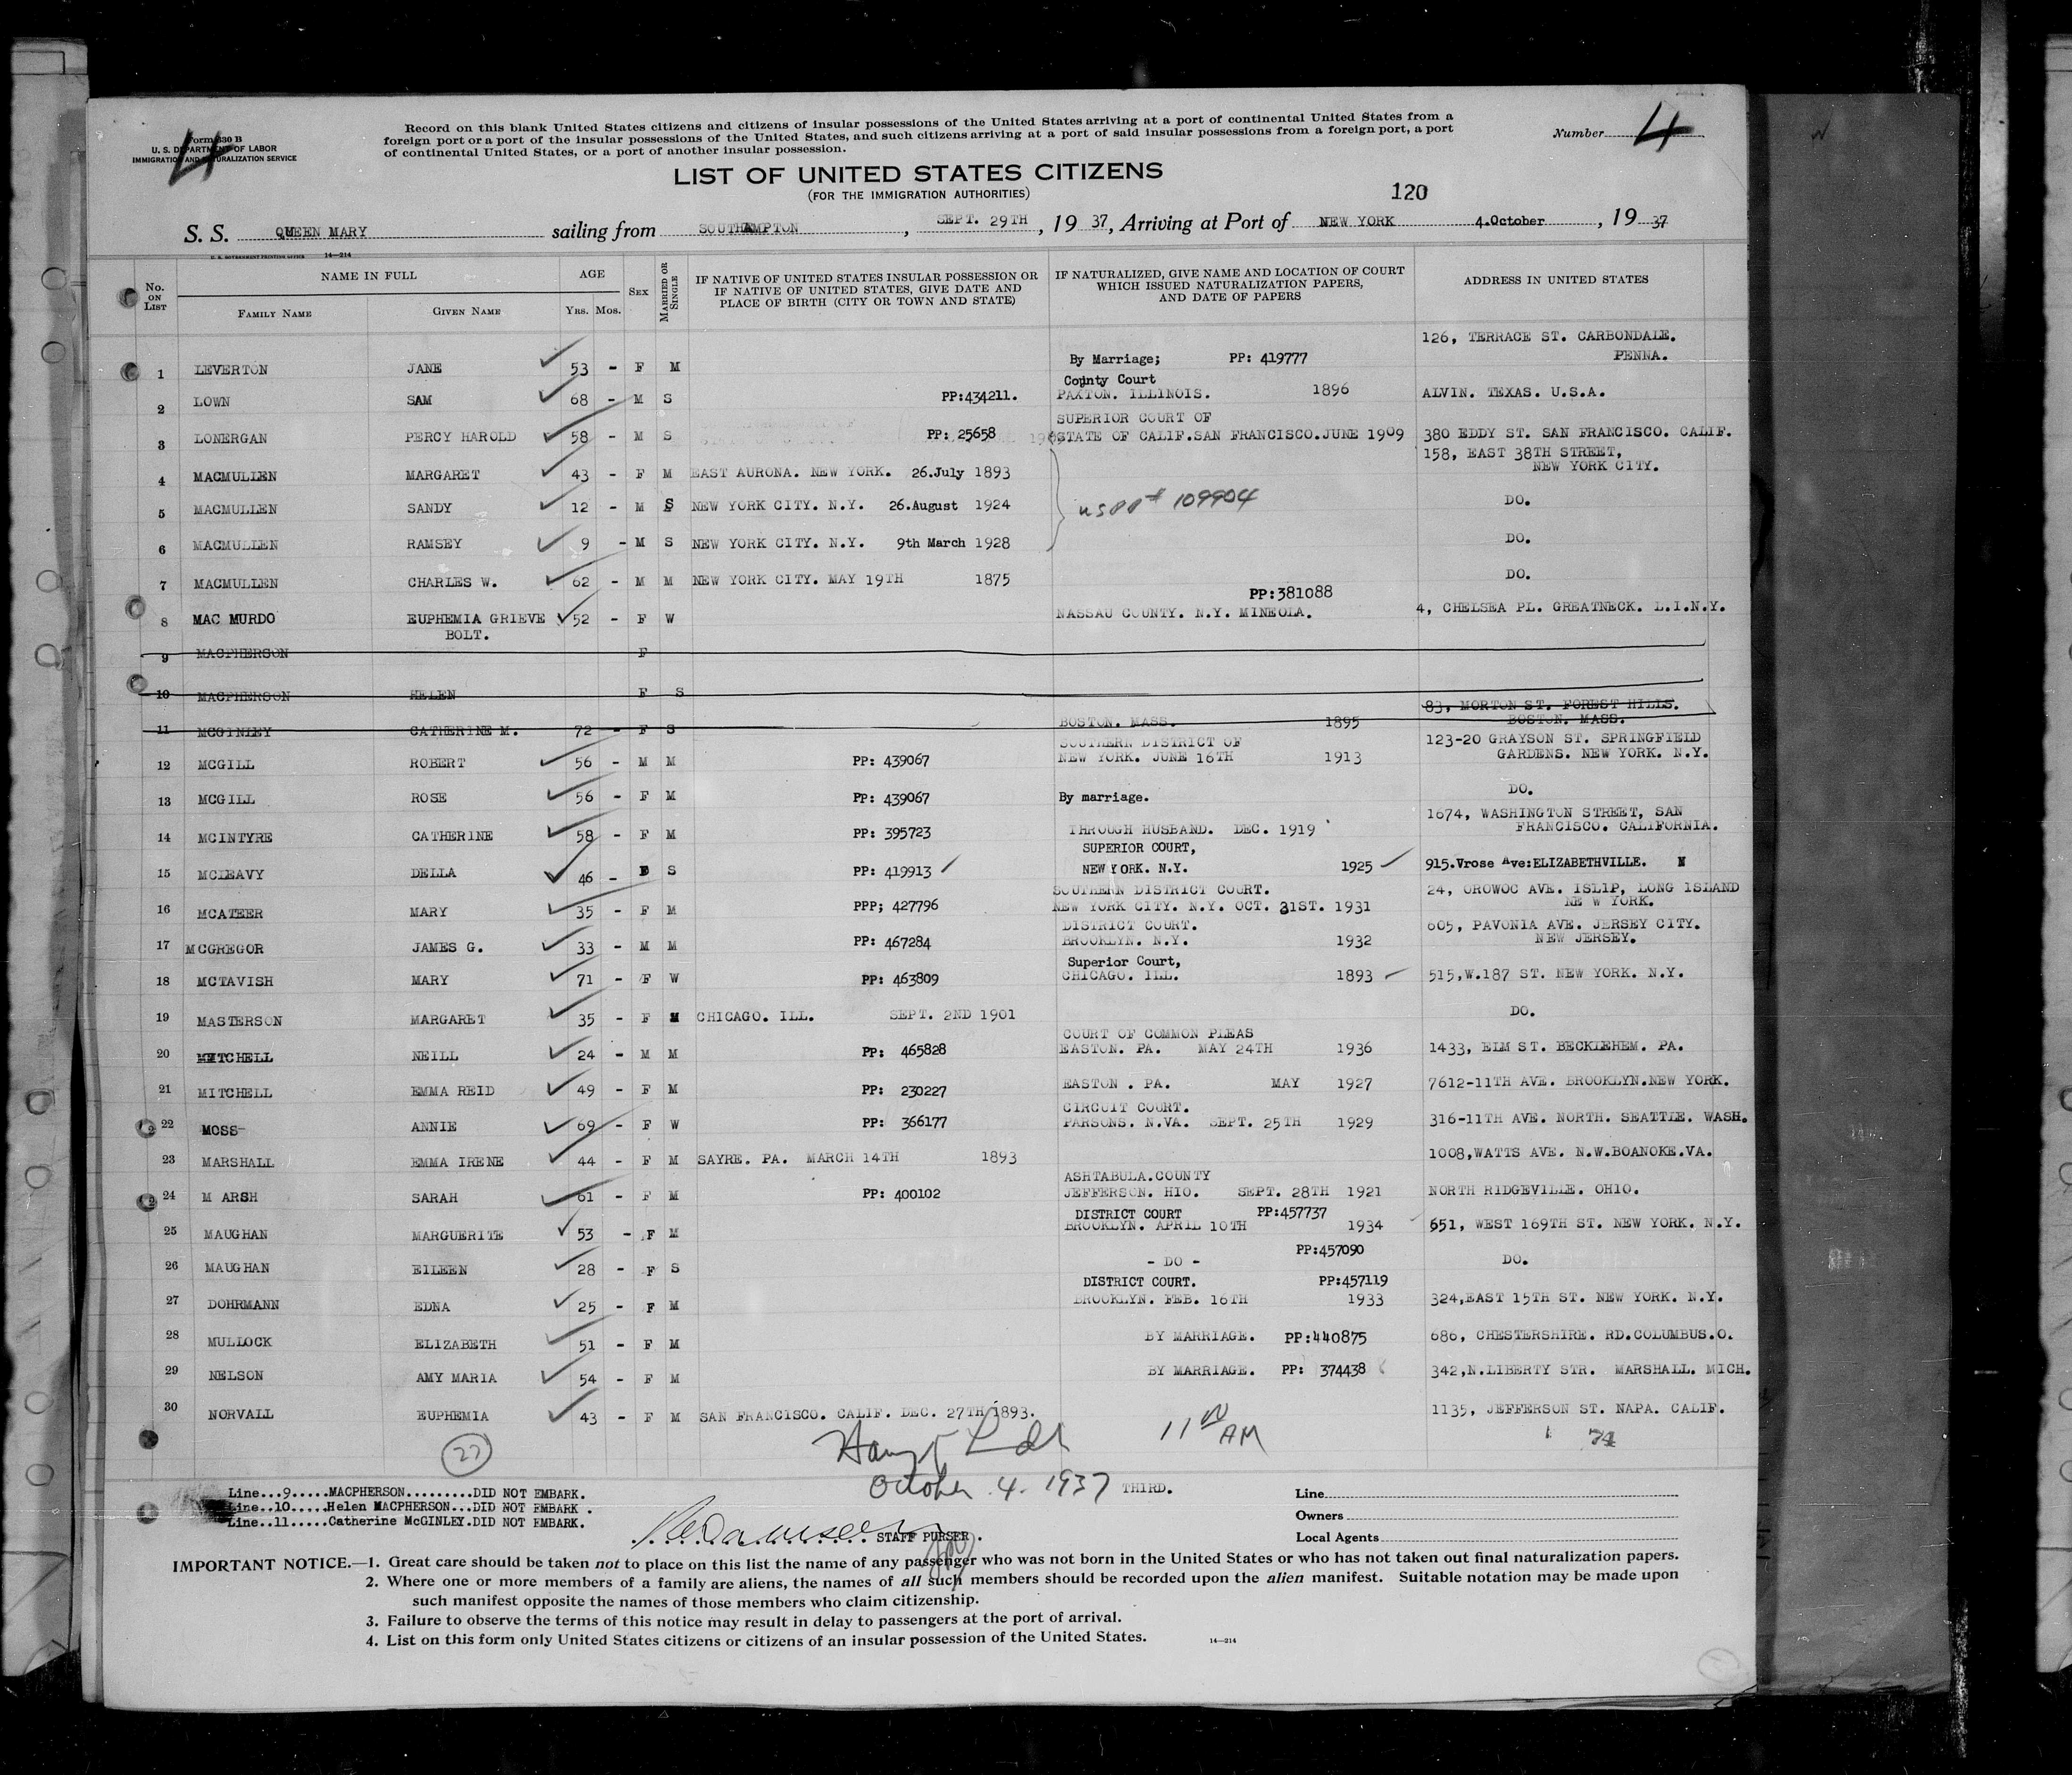 Form 630 B
U. S. DEPARTMENT OF LABOR
IMMIGRATION AND NATURALIZATION SERVICE
4
Record on this blank United States citizens and citizens of insular possessions of the United States arriving at a port of continental United States from a
foreign port or a port of the insular possessions of the United States, and such citizens arriving at a port of said insular possessions from a foreign port, a port
of continental United States, or a port of another insular possession.
Number 4
LIST OF UNITED STATES CITIZENS
(FOR THE IMMIGRATION AUTHORITIES)
120
S. S. QUEEN MARY sailing from SOUTHAMPTON, SEPT. 29TH, 19 37, Arriving at Port of NEW YORK 4.October, 19 37
U. S. GOVERNMENT PRINTING OFFICE 14—214
No. ON LIST NAME IN FULL FAMILY NAME GIVEN NAME AGE YRS. MOS. SEX MARRIED OR SINGLE
IF NATIVE OF UNITED STATES INSULAR POSSESSION OR IF NATIVE OF UNITED STATES, GIVE DATE AND PLACE OF BIRTH (CITY OR TOWN AND STATE)
IF NATURALIZED, GIVE NAME AND LOCATION OF COURT WHICH ISSUED NATURALIZATION PAPERS, AND DATE OF PAPERS
ADDRESS IN UNITED STATES
1 LEVERTON JANE 53 - F M By Marriage; PP: 419777 126, TERRACE ST. CARBONDALE. PENNA.
2 LOWN SAM 68 - M S PP:434211. County Court PAXTON. ILLINOIS. 1896 ALVIN. TEXAS. U.S.A.
3 LONERGAN PERCY HAROLD 58 - M S PP: 25658 SUPERIOR COURT OF STATE OF CALIF.SAN FRANCISCO.JUNE 1909 380 EDDY ST. SAN FRANCISCO. CALIF.
4 MACMULLEN MARGARET 43 - F M EAST AURONA. NEW YORK. 26.July 1893 158, EAST 38TH STREET, NEW YORK CITY.
5 MACMULLEN SANDY 12 - M S NEW YORK CITY. N.Y. 26.August 1924 USPP# 109904 DO.
6 MACMULLEN RAMSEY 9 - M S NEW YORK CITY. N.Y. 9th March 1928 DO.
7 MACMULLEN CHARLES W. 62 - M M NEW YORK CITY. MAY 19TH 1875 DO.
8 MAC MURDO EUPHEMIA GRIEVE BOLT. 52 - F W PP:381088 NASSAU COUNTY. N.Y. MINEOLA. 4, CHELSEA PL. GREATNECK. L.I.N.Y.
9 MACPHERSON F
10 MACPHERSON HELEN F S
11 MCGINLEY CATHERINE M. 72 - F S BOSTON. MASS. 1895 83, MORTON ST. FOREST HILLS. BOSTON. MASS.
12 MCGILL ROBERT 56 - M M PP: 439067 SOUTHERN DISTRICT OF NEW YORK. JUNE 16TH 1913 123-20 GRAYSON ST. SPRINGFIELD GARDENS. NEW YORK. N.Y.
13 MCGILL ROSE 56 - F M PP: 439067 By marriage. DO.
14 MCINTYRE CATHERINE 58 - F M PP: 395723 THROUGH HUSBAND. DEC. 1919 1674, WASHINGTON STREET, SAN FRANCISCO. CALIFORNIA.
15 MCLEAVY DELLA 46 - S PP: 419913 SUPERIOR COURT, NEW YORK. N.Y. 1925 915.Vrose Ave:ELIZABETHVILLE. N
16 MCATEER MARY 35 - F M PPP; 427796 SOUTHERN DISTRICT COURT. NEW YORK CITY. N.Y. OCT. 31ST. 1931 24, OROWOC AVE. ISLIP, LONG ISLAND NE W YORK.
17 MCGREGOR JAMES G. 33 - M M PP: 467284 DISTRICT COURT. BROOKLYN. N.Y. 1932 605, PAVONIA AVE. JERSEY CITY. NEW JERSEY.
18 MCTAVISH MARY 71 - F W PP: 463809 Superior Court, CHICAGO. ILL. 1893 515,W.187 ST. NEW YORK. N.Y.
19 MASTERSON MARGARET 35 - F M CHICAGO. ILL. SEPT. 2ND 1901 DO.
20 MITCHELL NEILL 24 - M M PP: 465828 COURT OF COMMON PLEAS EASTON. PA. MAY 24TH 1936 1433, ELM ST. BECKLEHEM. PA.
21 MITCHELL EMMA REID 49 - F M PP: 230227 EASTON . PA. MAY 1927 7612-11TH AVE. BROOKLYN.NEW YORK.
22 MOSS ANNIE 69 - F W PP: 366177 CIRCUIT COURT. PARSONS. N.VA. SEPT. 25TH 1929 316-11TH AVE. NORTH. SEATTLE. WASH.
23 MARSHALL EMMA IRENE 44 - F M SAYRE. PA. MARCH 14TH 1893 1008,WATTS AVE. N.W.BOANOKE.VA.
24 M ARSH SARAH 61 - F M PP: 400102 ASHTABULA.COUNTY JEFFERSON. HIO. SEPT. 28TH 1921 NORTH RIDGEVILLE. OHIO.
25 MAUGHAN MARGUERITE 53 - F M DISTRICT COURT PP:457737 BROOKLYN. APRIL 10TH 1934 651, WEST 169TH ST. NEW YORK. N.Y.
26 MAUGHAN EILEEN 28 - F S - DO - PP:457090 DO.
27 DOHRMANN EDNA 25 - F M DISTRICT COURT. PP:457119 BROOKLYN. FEB. 16TH 1933 324,EAST 15TH ST. NEW YORK. N.Y.
28 MULLOCK ELIZABETH 51 - F M BY MARRIAGE. PP:440875 686, CHESTERSHIRE. RD.COLUMBUS.O.
29 NELSON AMY MARIA 54 - F M BY MARRIAGE. PP: 374438 342,N.LIBERTY STR. MARSHALL. MICH.
30 NORVALL EUPHEMIA 43 - F M SAN FRANCISCO. CALIF. DEC. 27TH 1893. 1135, JEFFERSON ST. NAPA. CALIF.
27
11 AM
74
October 4. 1937 THIRD.
Line...9.....MACPHERSON.........DID NOT EMBARK.
Line..10.....Helen MACPHERSON...DID NOT EMBARK .
Line..11.....Catherine McGINLEY.DID NOT EMBARK.
STAFF PURSER.
Line
Owners
Local Agents
IMPORTANT NOTICE.—1. Great care should be taken not to place on this list the name of any passenger who was not born in the United States or who has not taken out final naturalization papers.
2. Where one or more members of a family are aliens, the names of all such members should be recorded upon the alien manifest. Suitable notation may be made upon
such manifest opposite the names of those members who claim citizenship.
3. Failure to observe the terms of this notice may result in delay to passengers at the port of arrival.
4. List on this form only United States citizens or citizens of an insular possession of the United States.
14—214